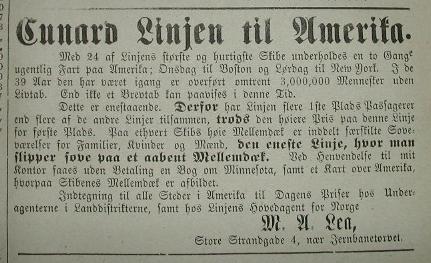 Cunard Linjen til Amerika.
Med 24 af Linjens største og hurtigste Skibe underholdes en to Gange
ugentlig Fart paa Amerika; Onsdag til Boston og Lørdag til New York. I de
39 Aar den har været igang er overført omtrent 3,000,000 Mennesker uden
Livtab. End ikke et Brevtab kan paavises i denne Tid.
Dette er enestaaende. Derfor har Linjen flere 1ste Plads Passagerer
end flere af de andre Linjer tilsammen, trods den høiere Pris paa denne Linje
for første Plads. Paa ethvert Skibs høie Mellemdæk er indelt særskilte Sove-
værelser for Familier, Kvinder og Mænd, den eneste Linje, hvor man
slipper sove paa et aabent Mellemdæk. Ved Henvendelse til mit
Kontor faaes uden Betaling en Bog om Minnesota, samt et Kart over Amerika,
hvorpaa Skibenes Mellemdæk er afbildet.
Indtegning til alle Steder i Amerika til Dagens Priser hos Under-
agenterne i Landdistrikterne, samt hos Linjens Hovedagent for Norge
M. A. Lea,
Store Strandgade 4, nær Jernbanetorvet.